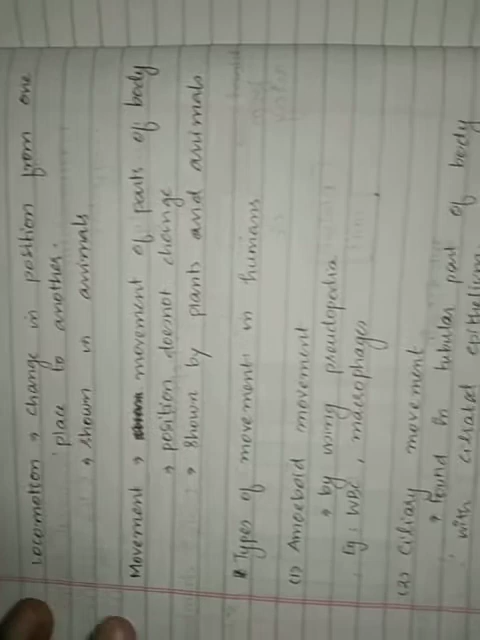 Locomotion → change in position from one
place to another.
→ shown in animals
Movement → movement of parts of body
→ position doesnot change
→ shown by plants and animals
Types of movements in humans
(1) Amoeboid movement
→ by using pseudopodia
Eg: WBC, macrophages
(2) Ciliary movement
→ Found in tubular part of body
with ciliated epithelium